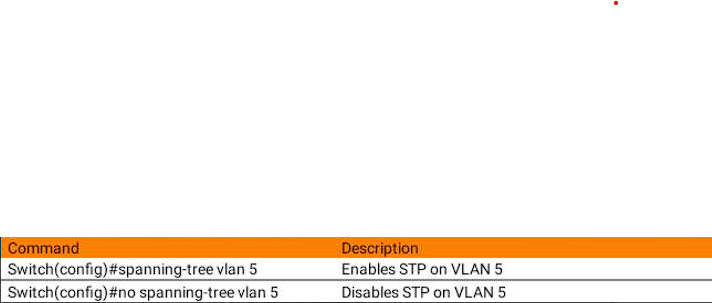 Command Description
Switch(config)#spanning-tree vlan 5 Enables STP on VLAN 5
Switch(config)#no spanning-tree vlan 5 Disables STP on VLAN 5